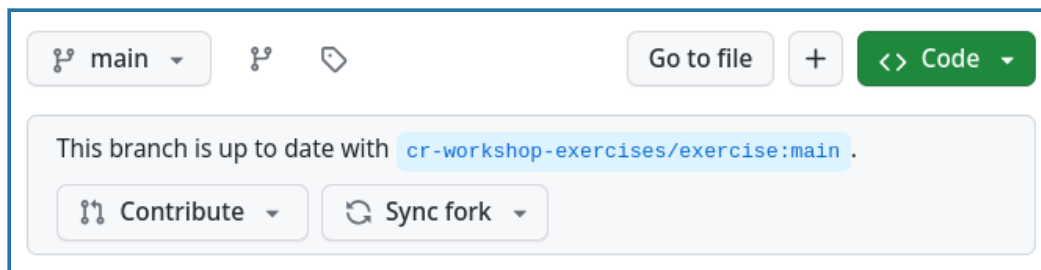 main Go to file + <> Code
This branch is up to date with cr-workshop-exercises/exercise:main .
Contribute Sync fork